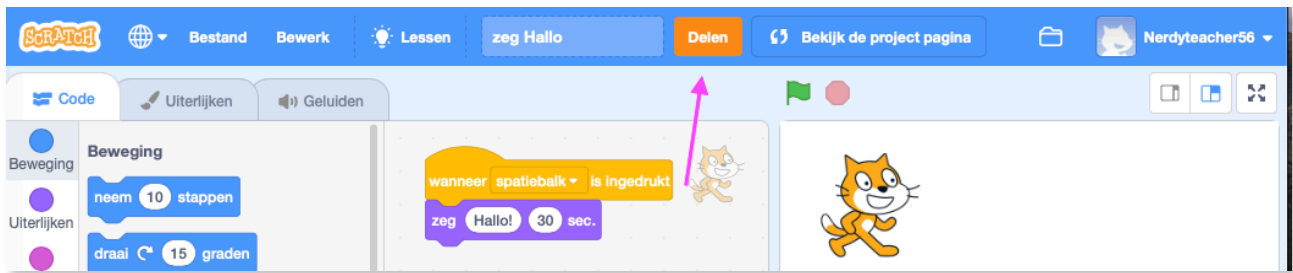 SCRATCH Bestand Bewerk Lessen zeg Hallo Delen Bekijk de project pagina Nerdyteacher56
Code Uiterlijken Geluiden
Beweging
Beweging
neem 10 stappen
Uiterlijken
draai 15 graden
wanneer spatiebalk is ingedrukt
zeg Hallo! 30 sec.